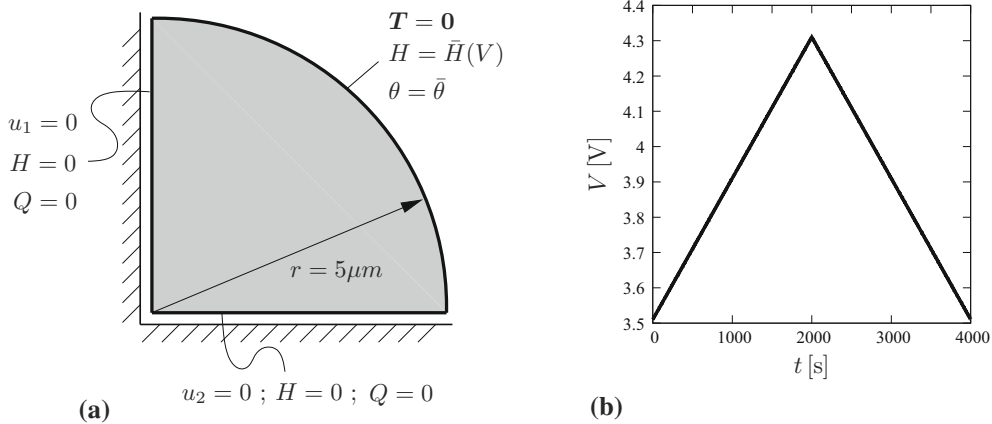 T = 0
H = H̄(V)
θ = θ̄
u₁ = 0
H = 0
Q = 0
r = 5μm
u₂ = 0 ; H = 0 ; Q = 0
(a)
4.4
4.3
4.2
4.1
4
3.9
3.8
3.7
3.6
3.5
V [V]
0 1000 2000 3000 4000
t [s]
(b)